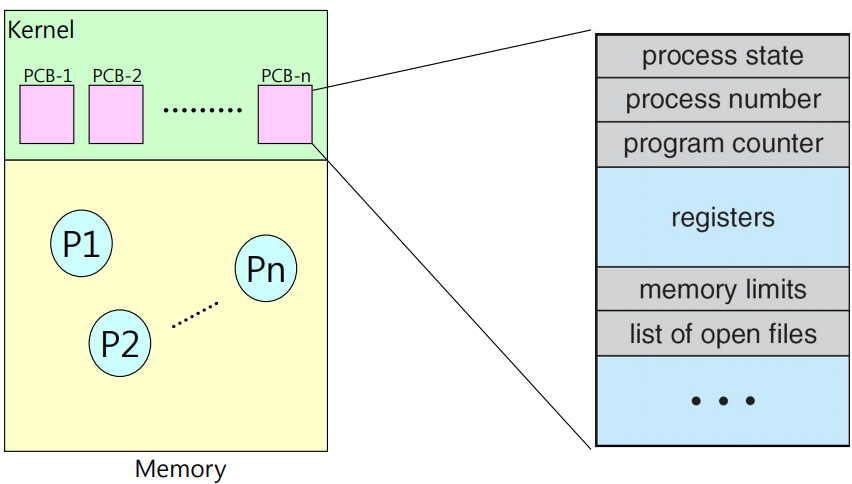 Kernel
PCB-1 PCB-2 ......... PCB-n
P1
Pn
P2
Memory
process state
process number
program counter
registers
memory limits
list of open files
• • •